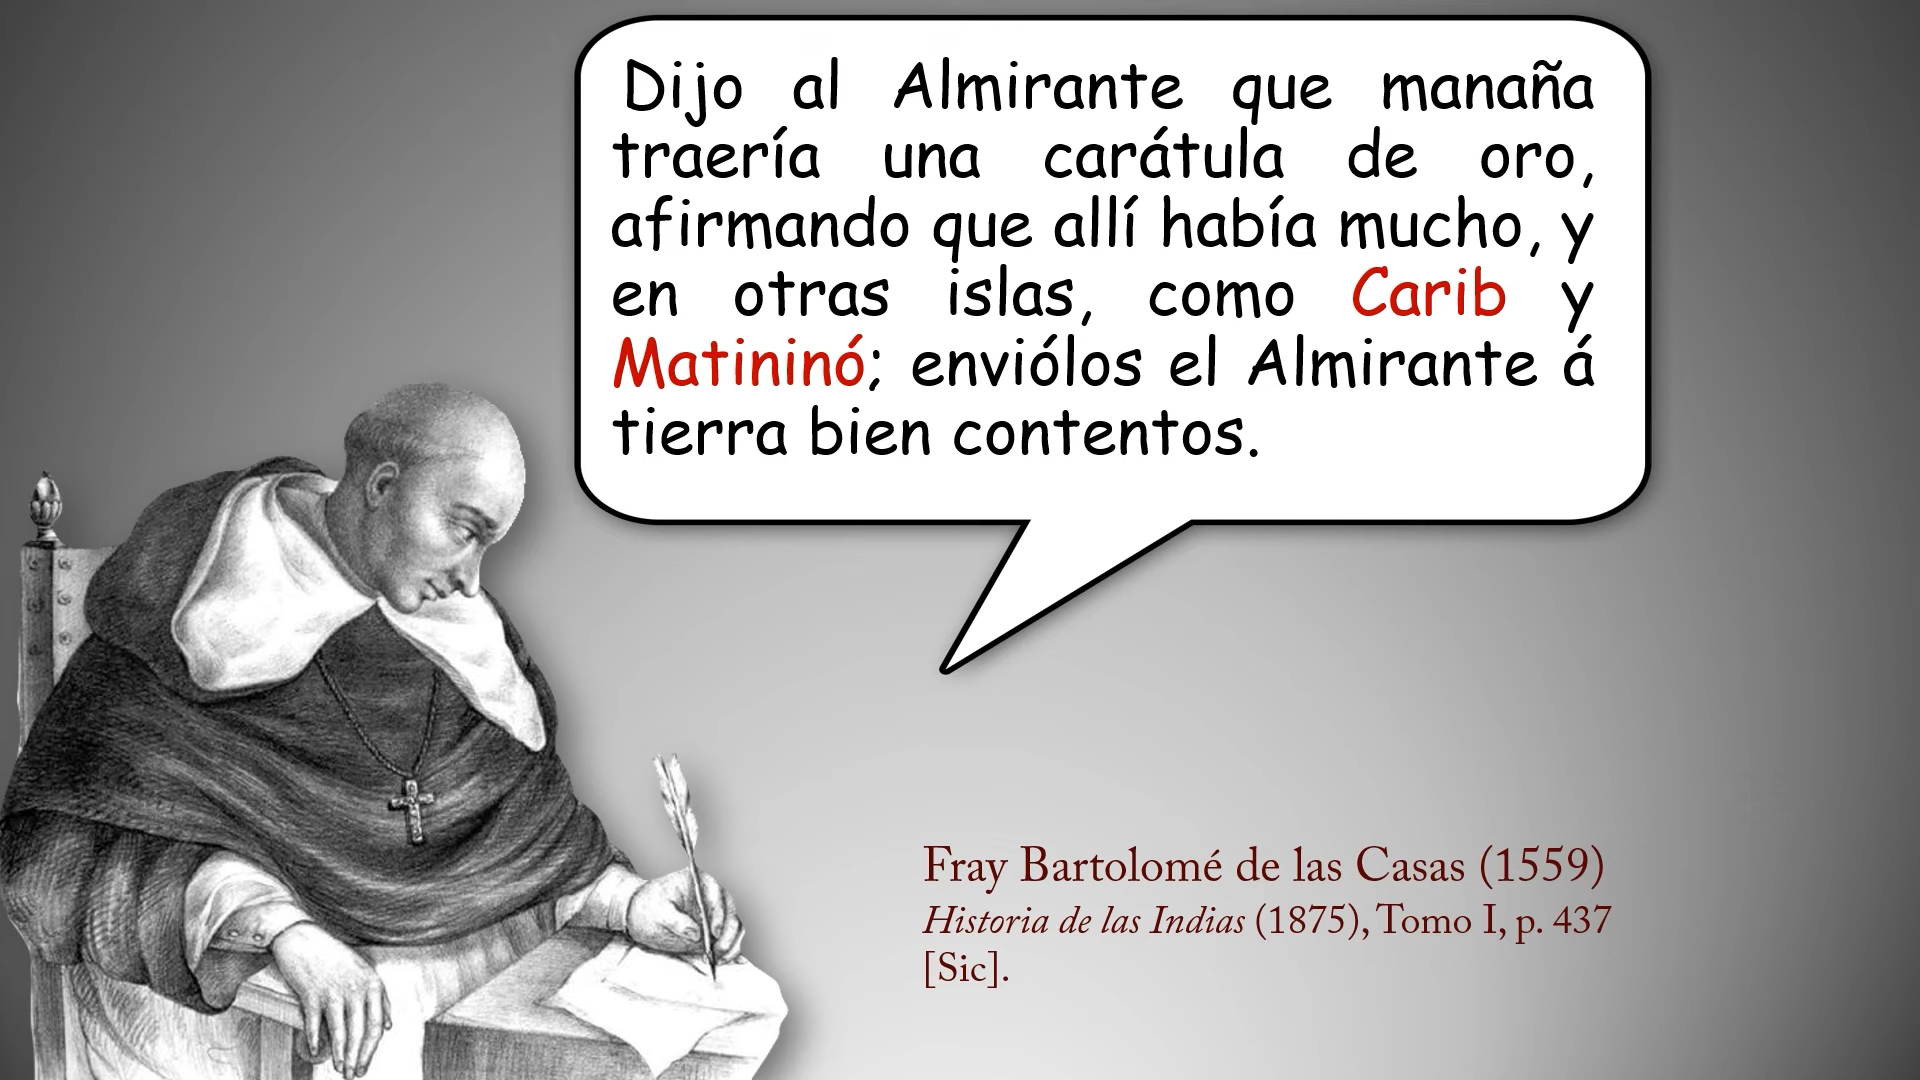 Dijo al Almirante que manaña
traería una carátula de oro,
afirmando que allí había mucho, y
en otras islas, como Carib y
Matininó; enviólos el Almirante á
tierra bien contentos.
Fray Bartolomé de las Casas (1559)
Historia de las Indias (1875), Tomo I, p. 437
[Sic].